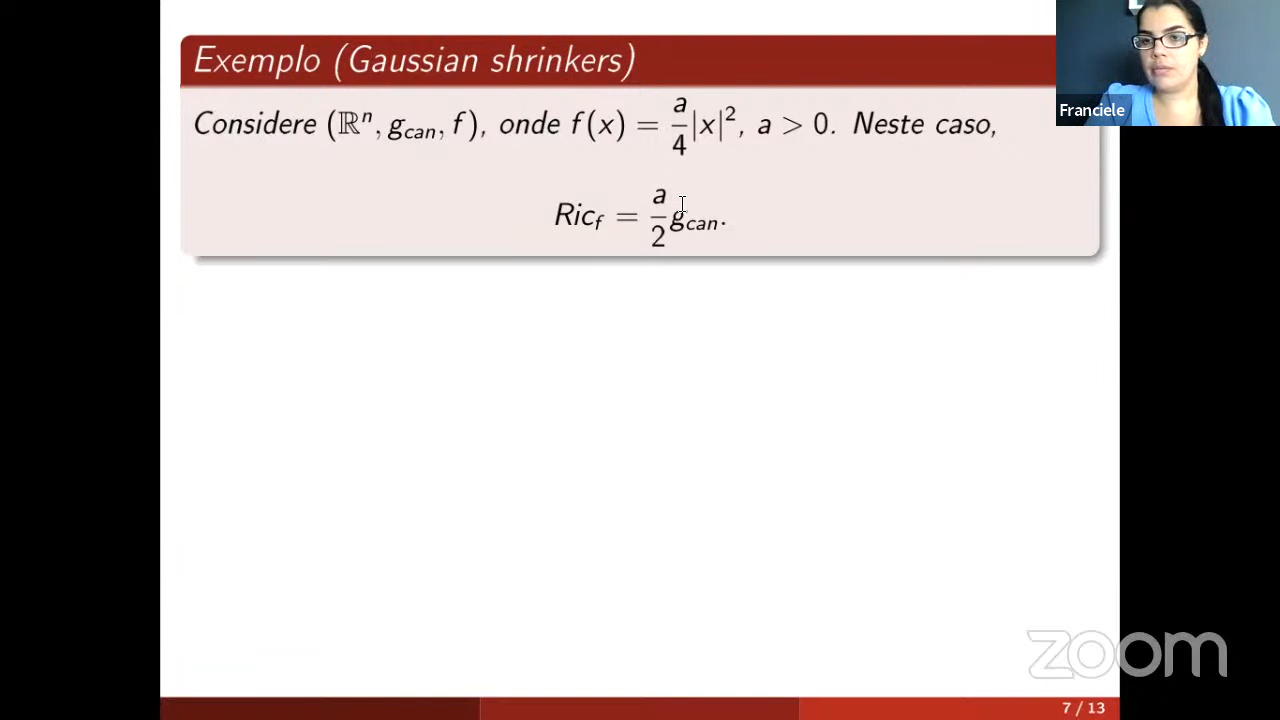 Exemplo (Gaussian shrinkers)
Considere (ℝⁿ, g_can, f), onde f(x) = a/4 |x|², a > 0. Neste caso,
Ric_f = a/2 g_can.
Franciele
zoom
7 / 13